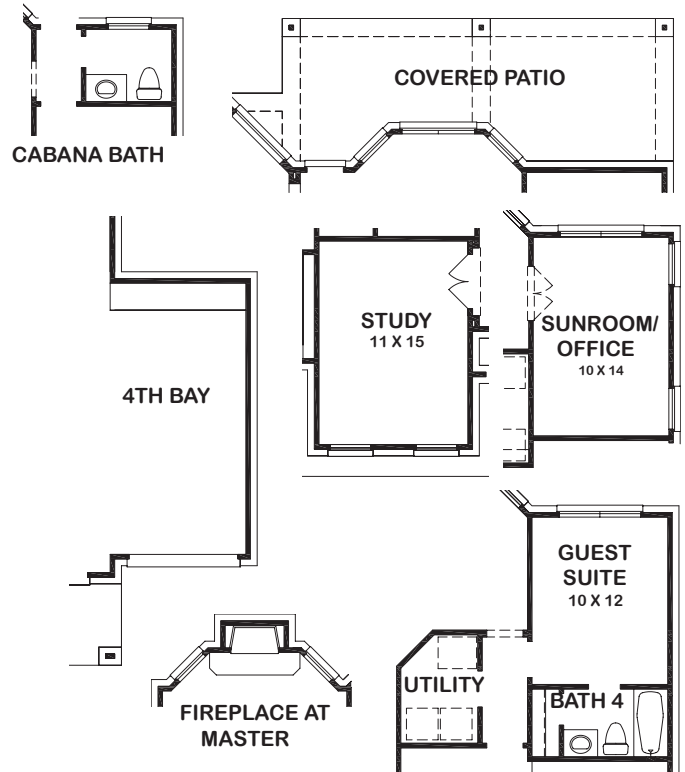 COVERED PATIO
CABANA BATH
STUDY
11 X 15
SUNROOM/
OFFICE
10 X 14
4TH BAY
GUEST
SUITE
10 X 12
UTILITY
BATH 4
FIREPLACE AT
MASTER